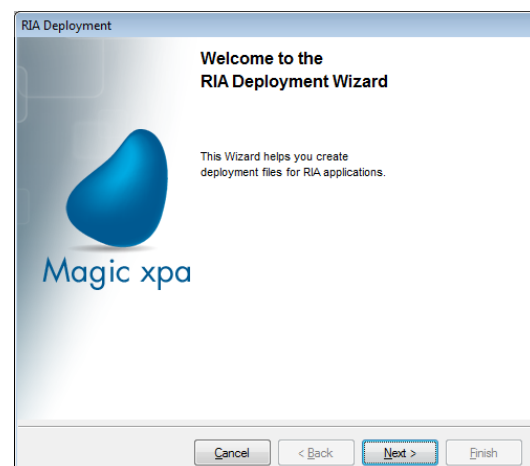 RIA Deployment
Welcome to the
RIA Deployment Wizard
This Wizard helps you create
deployment files for RIA applications.
Magic xpa
Cancel
< Back
Next >
Finish